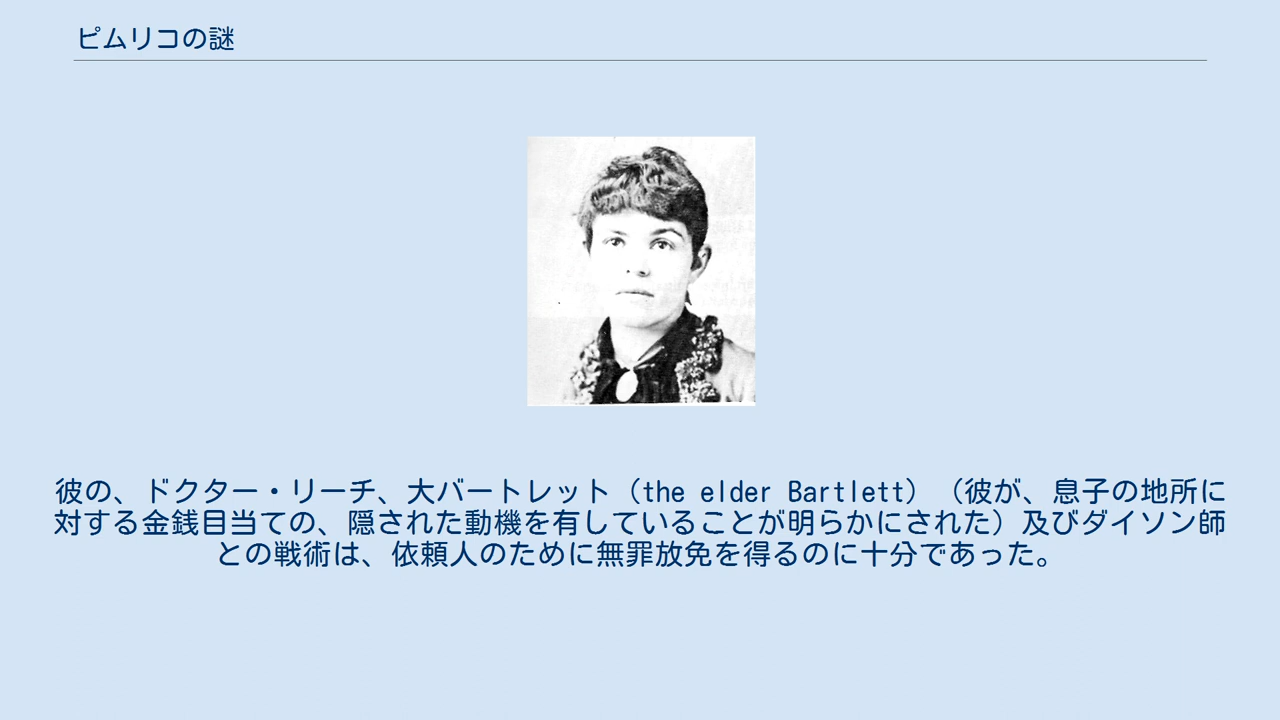 ピムリコの謎
彼の、ドクター・リーチ、大バートレット（the elder Bartlett）（彼が、息子の地所に
対する金銭目当ての、隠された動機を有していることが明らかにされた）及びダイソン師
との戦術は、依頼人のために無罪放免を得るのに十分であった。